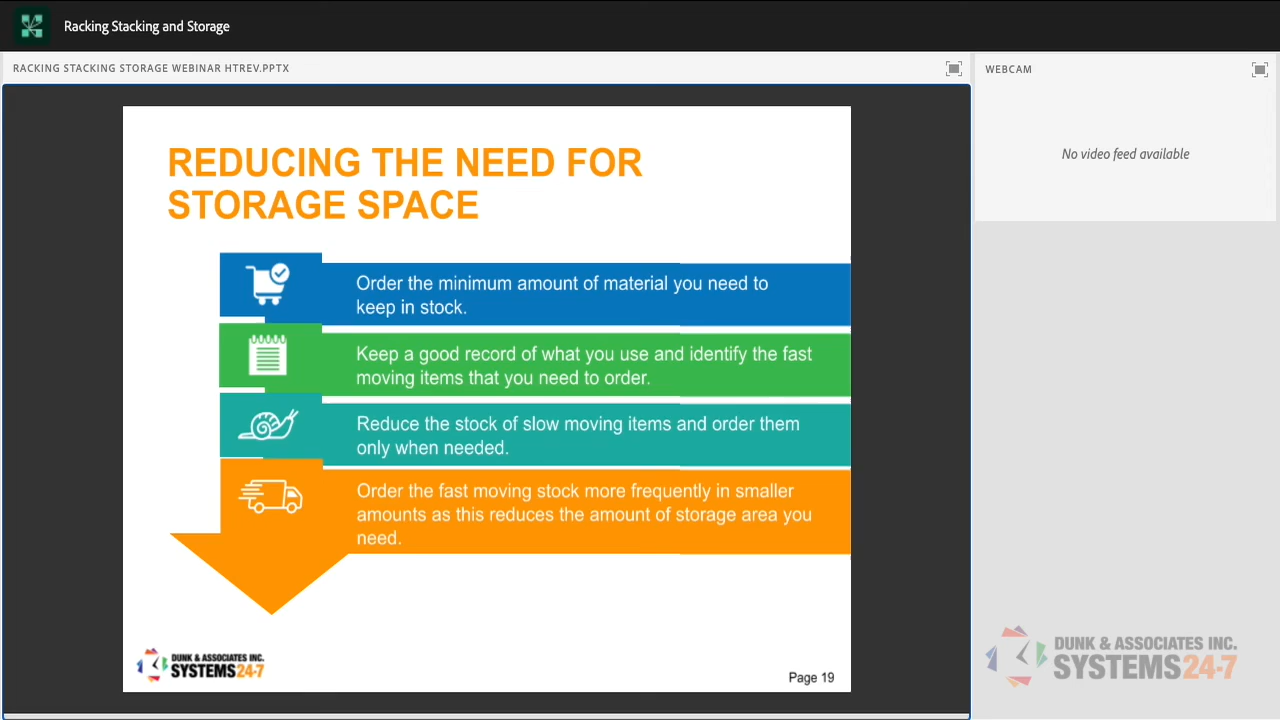 Racking Stacking and Storage
RACKING STACKING STORAGE WEBINAR HTREV.PPTX
WEBCAM
No video feed available
REDUCING THE NEED FOR
STORAGE SPACE
Order the minimum amount of material you need to
keep in stock.
Keep a good record of what you use and identify the fast
moving items that you need to order.
Reduce the stock of slow moving items and order them
only when needed.
Order the fast moving stock more frequently in smaller
amounts as this reduces the amount of storage area you
need.
DUNK & ASSOCIATES INC.
SYSTEMS 24-7
Page 19
DUNK & ASSOCIATES INC.
SYSTEMS 24-7